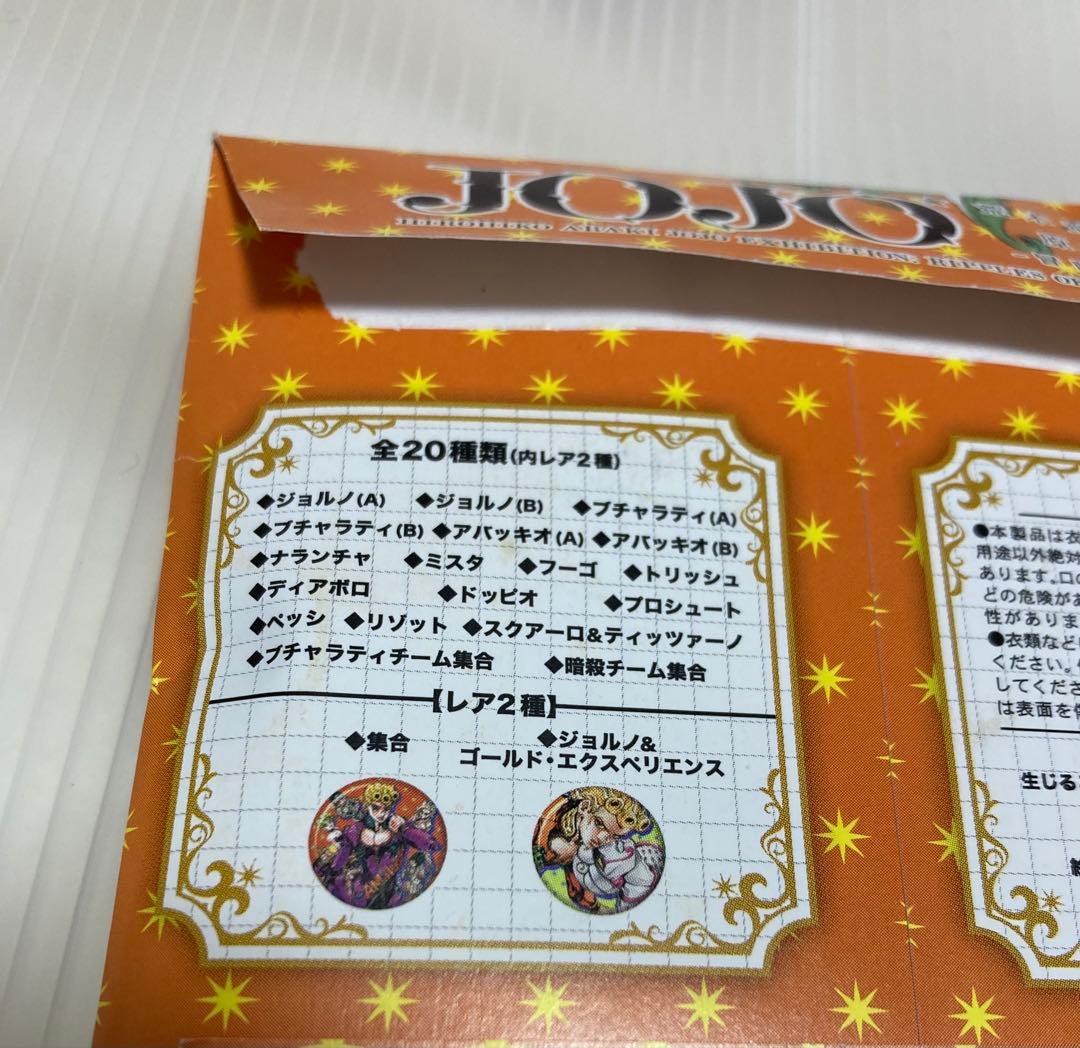 JOJO
HIROHIKO ARAKI JOJO EXHIBITION: RIPPLES OF
全20種類(内レア2種)
◆ジョルノ(A) ◆ジョルノ(B) ◆ブチャラティ(A)
◆ブチャラティ(B) ◆アバッキオ(A) ◆アバッキオ(B)
◆ナランチャ ◆ミスタ ◆フーゴ ◆トリッシュ
◆ディアボロ ◆ドッピオ ◆プロシュート
◆ペッシ ◆リゾット ◆スクアーロ&ティッツァーノ
◆ブチャラティチーム集合 ◆暗殺チーム集合
【レア2種】
◆集合 ◆ジョルノ&
ゴールド・エクスペリエンス
●本製品は衣
用途以外絶対
あります。口の
どの危険があ
性がありま
●衣類など
ください。
してくださ
は表面を
生じる